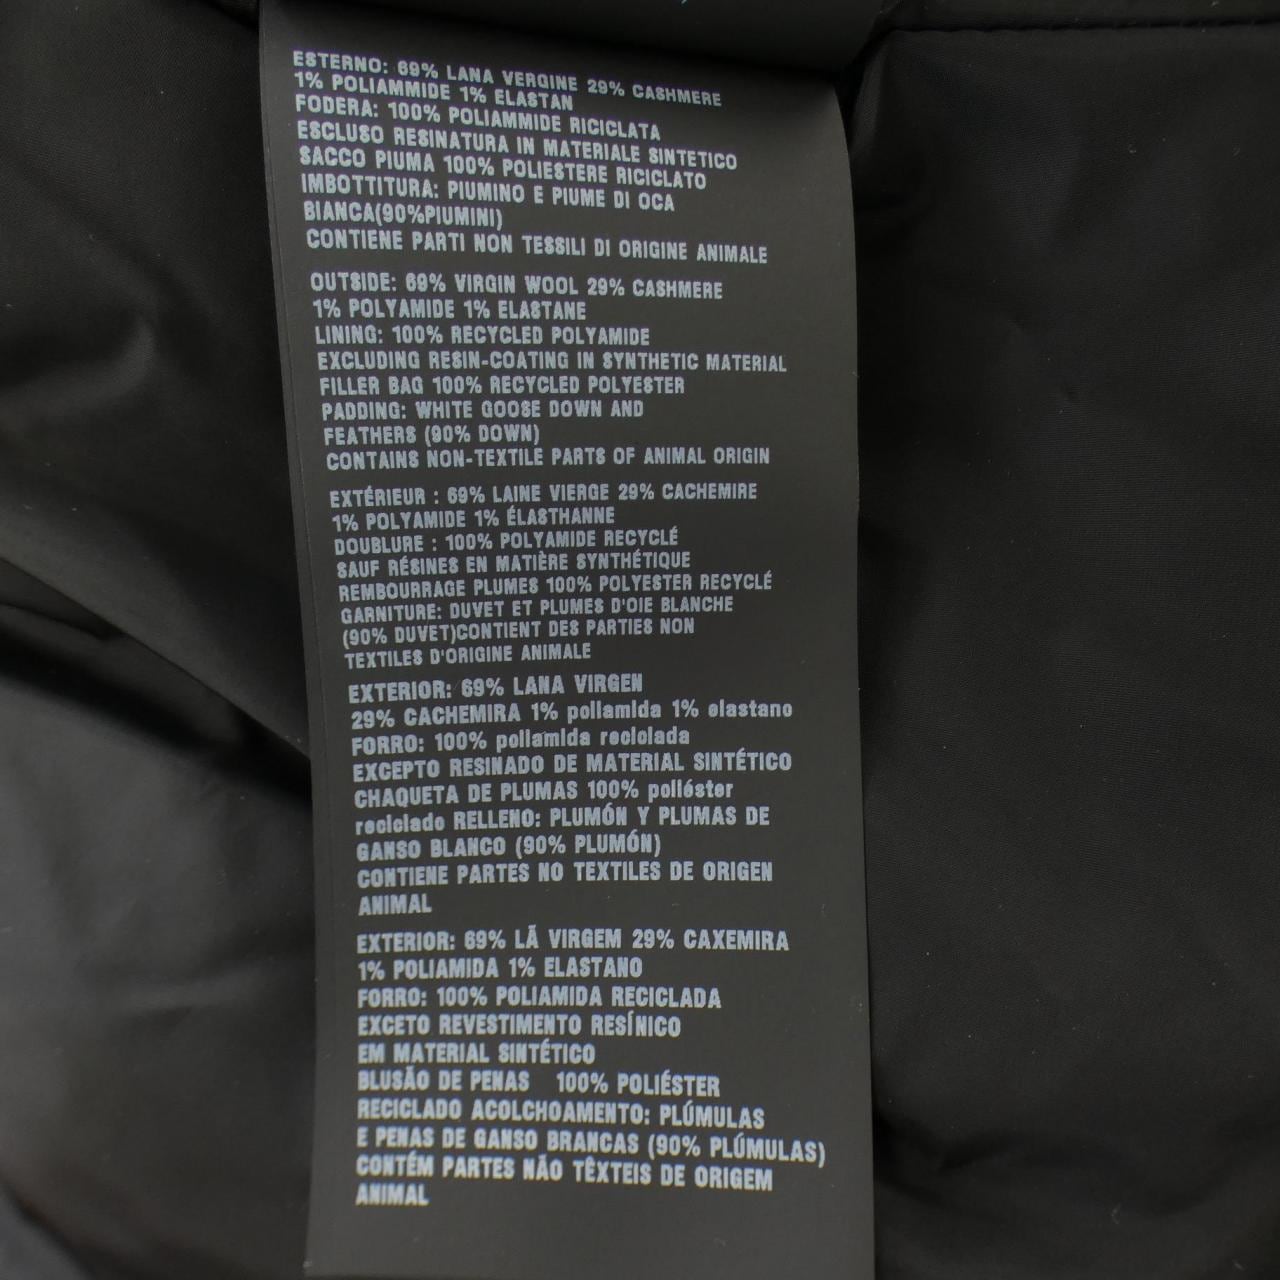 ESTERNO: 69% LANA VERGINE 29% CASHMERE
1% POLIAMMIDE 1% ELASTAN
FODERA: 100% POLIAMMIDE RICICLATA
ESCLUSO RESINATURA IN MATERIALE SINTETICO
SACCO PIUMA 100% POLIESTERE RICICLATO
IMBOTTITURA: PIUMINO E PIUME DI OCA
BIANCA(90%PIUMINI)
CONTIENE PARTI NON TESSILI DI ORIGINE ANIMALE
OUTSIDE: 69% VIRGIN WOOL 29% CASHMERE
1% POLYAMIDE 1% ELASTANE
LINING: 100% RECYCLED POLYAMIDE
EXCLUDING RESIN-COATING IN SYNTHETIC MATERIAL
FILLER BAG 100% RECYCLED POLYESTER
PADDING: WHITE GOOSE DOWN AND
FEATHERS (90% DOWN)
CONTAINS NON-TEXTILE PARTS OF ANIMAL ORIGIN
EXTÉRIEUR : 69% LAINE VIERGE 29% CACHEMIRE
1% POLYAMIDE 1% ÉLASTHANNE
DOUBLURE : 100% POLYAMIDE RECYCLÉ
SAUF RÉSINES EN MATIÈRE SYNTHÉTIQUE
REMBOURRAGE PLUMES 100% POLYESTER RECYCLÉ
GARNITURE: DUVET ET PLUMES D'OIE BLANCHE
(90% DUVET)CONTIENT DES PARTIES NON
TEXTILES D'ORIGINE ANIMALE
EXTERIOR: 69% LANA VIRGEN
29% CACHEMIRA 1% poliamida 1% elastano
FORRO: 100% poliamida reciclada
EXCEPTO RESINADO DE MATERIAL SINTÉTICO
CHAQUETA DE PLUMAS 100% poliéster
reciclado RELLENO: PLUMÓN Y PLUMAS DE
GANSO BLANCO (90% PLUMÓN)
CONTIENE PARTES NO TEXTILES DE ORIGEN
ANIMAL
EXTERIOR: 69% LÃ VIRGEM 29% CAXEMIRA
1% POLIAMIDA 1% ELASTANO
FORRO: 100% POLIAMIDA RECICLADA
EXCETO REVESTIMENTO RESÍNICO
EM MATERIAL SINTÉTICO
BLUSÃO DE PENAS 100% POLIÉSTER
RECICLADO ACOLCHOAMENTO: PLÚMULAS
E PENAS DE GANSO BRANCAS (90% PLÚMULAS)
CONTÉM PARTES NÃO TÊXTEIS DE ORIGEM
ANIMAL